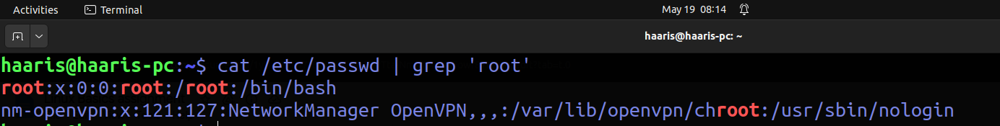 Activities Terminal May 19 08:14
haaris@haaris-pc: ~
haaris@haaris-pc:~$ cat /etc/passwd | grep 'root'
root:x:0:0:root:/root:/bin/bash
nm-openvpn:x:121:127:NetworkManager OpenVPN,,,:/var/lib/openvpn/chroot:/usr/sbin/nologin